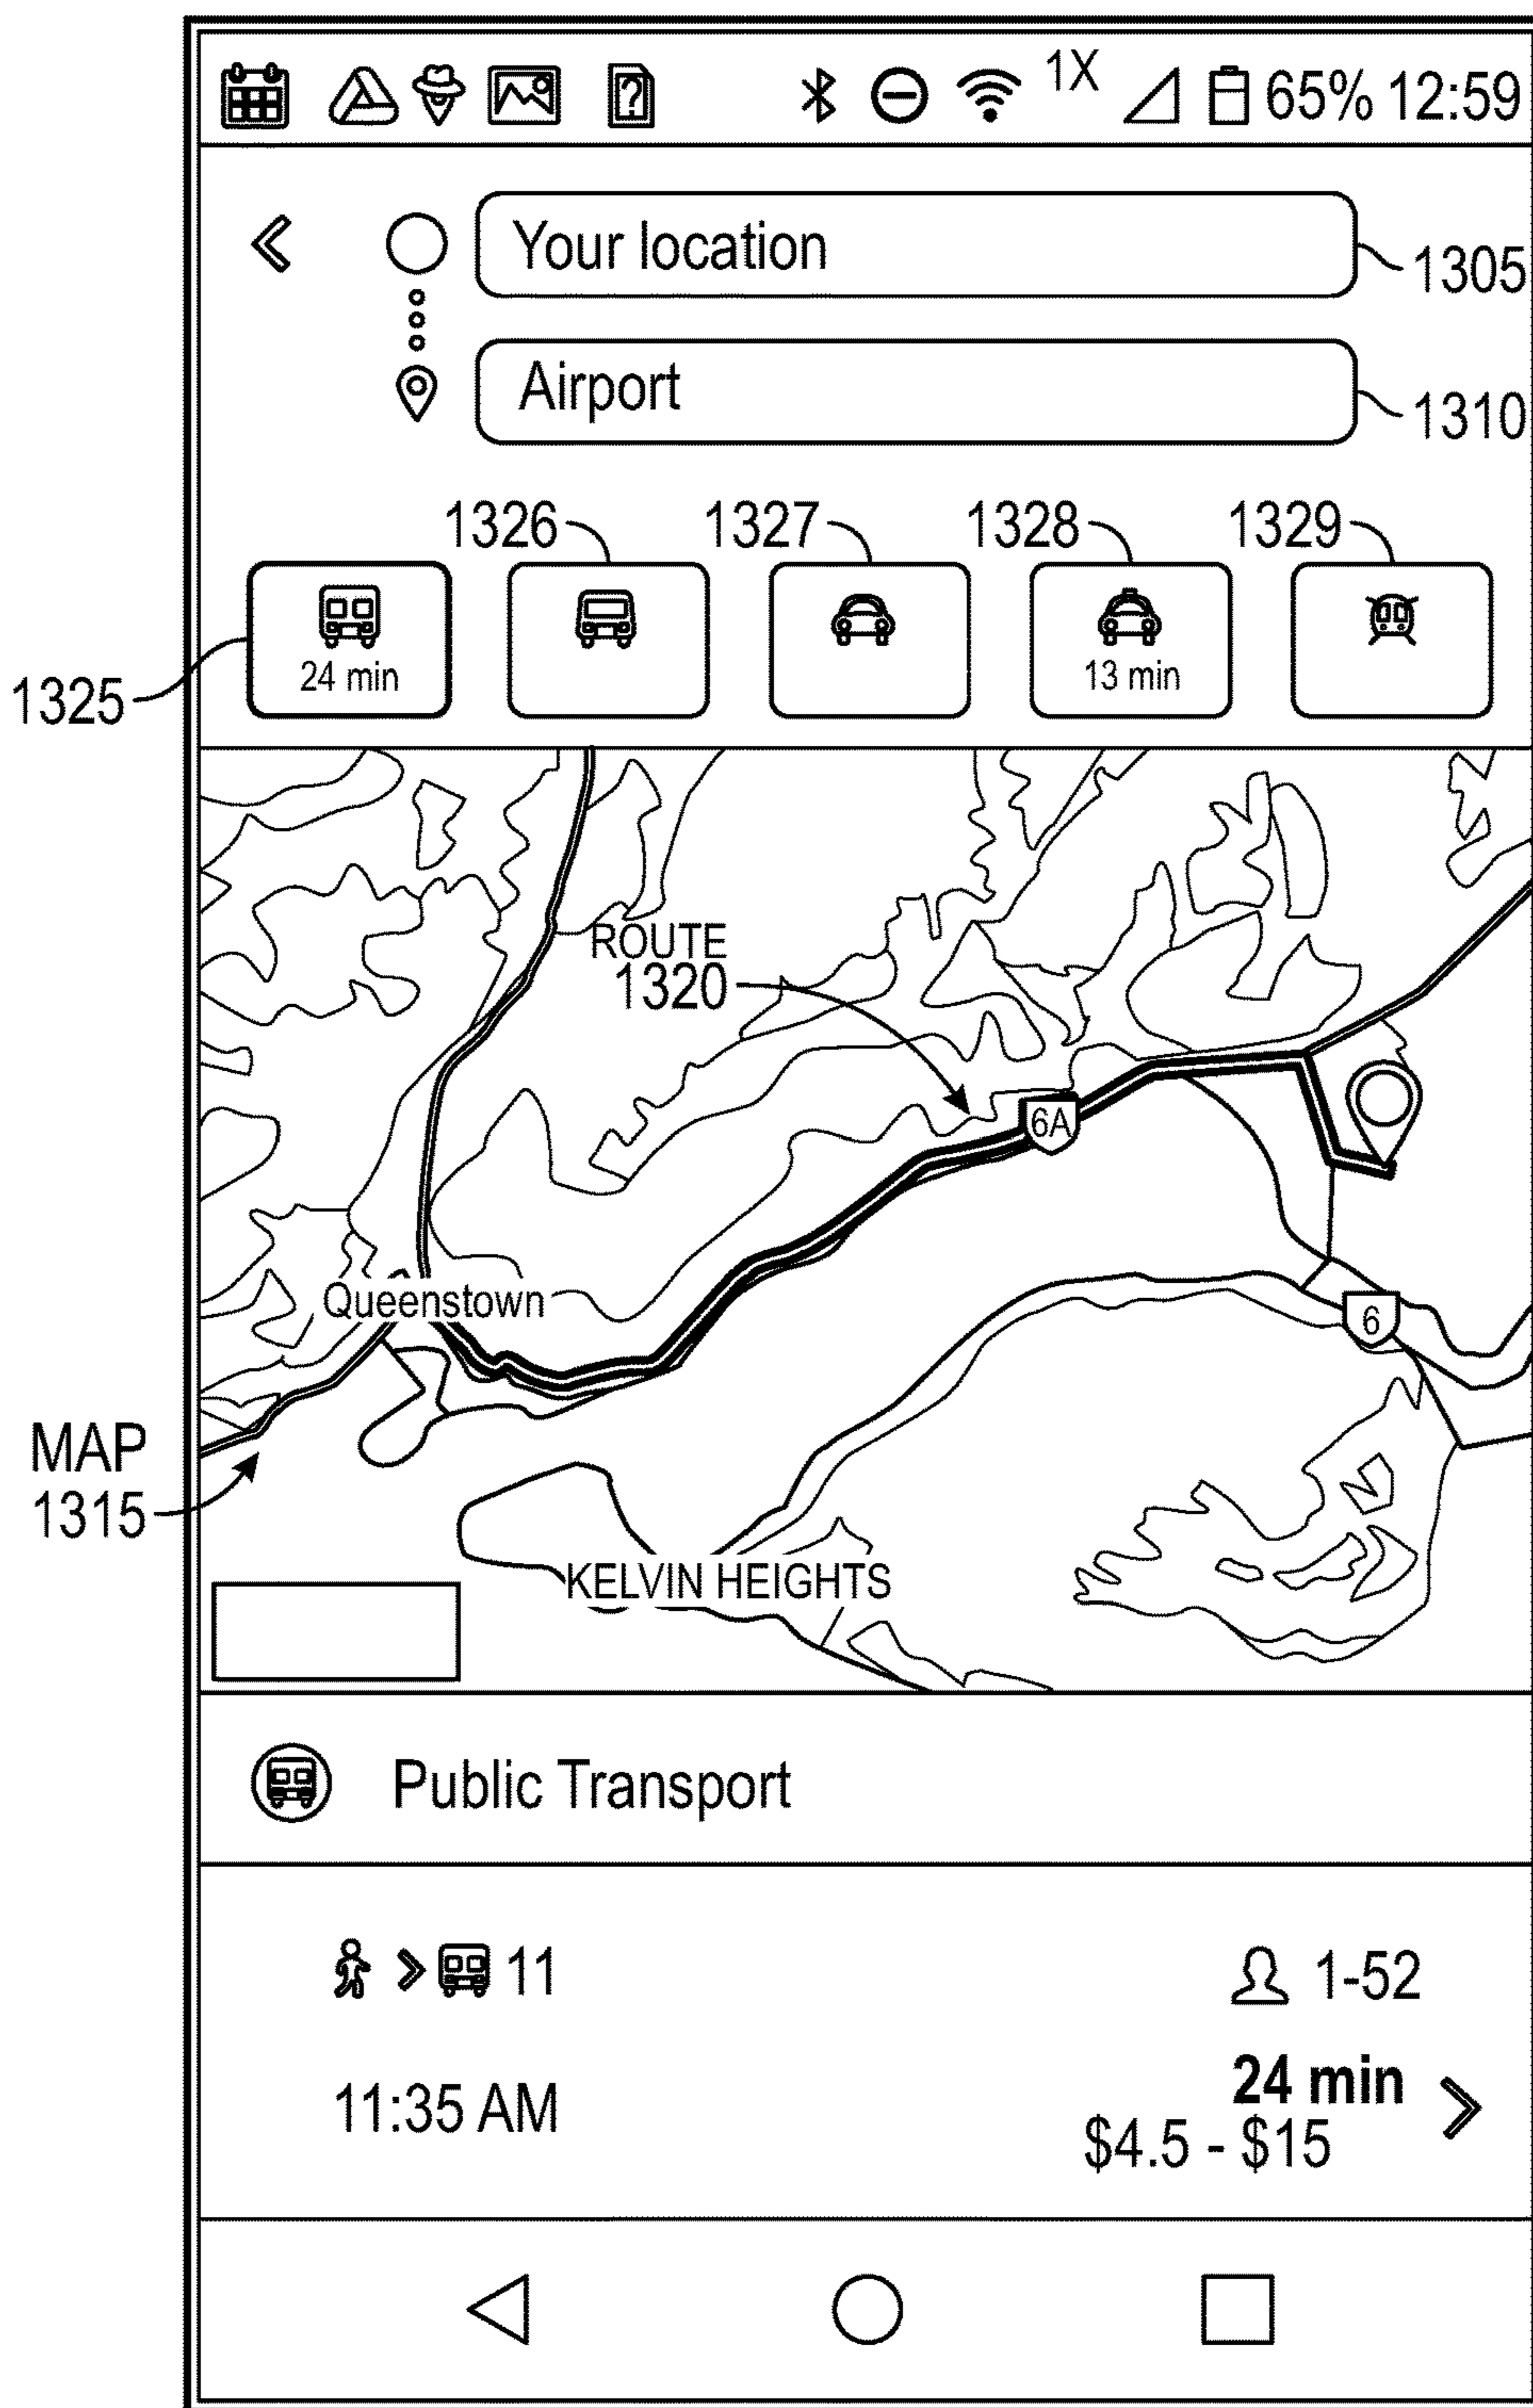 1X 65% 12:59
Your location
1305
Airport
1310
1326 1327 1328 1329
24 min 13 min
1325
ROUTE
1320
6A
Queenstown
6
MAP
1315
KELVIN HEIGHTS
Public Transport
11 1-52
11:35 AM 24 min
$4.5 - $15